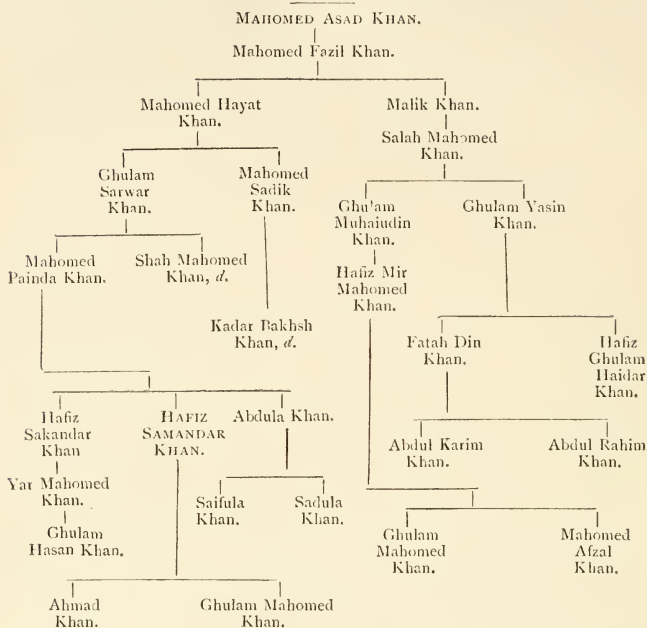 MAHOMED ASAD KHAN.
Mahomed Fazil Khan.
Mahomed Hayat
Khan.
Malik Khan.
Salah Mahomed
Khan.
Ghulam
Sarwar
Khan.
Mahomed
Sadik
Khan.
Ghu'am
Muhaiudin
Khan.
Ghulam Yasin
Khan.
Mahomed
Painda Khan.
Shah Mahomed
Khan, d.
Hafiz Mir
Mahomed
Khan.
Kadar Bakhsh
Khan, d.
Fatah Din
Khan.
Hafiz
Ghulam
Haidar
Khan.
Hafiz
Sakandar
Khan
HAFIZ
SAMANDAR
KHAN.
Abdula Khan.
Abdul Karim
Khan.
Abdul Rahim
Khan.
Yar Mahomed
Khan.
Saifula
Khan.
Sadula
Khan.
Ghulam
Hasan Khan.
Ghulam
Mahomed
Khan.
Mahomed
Afzal
Khan.
Ahmad
Khan.
Ghulam Mahomed
Khan.